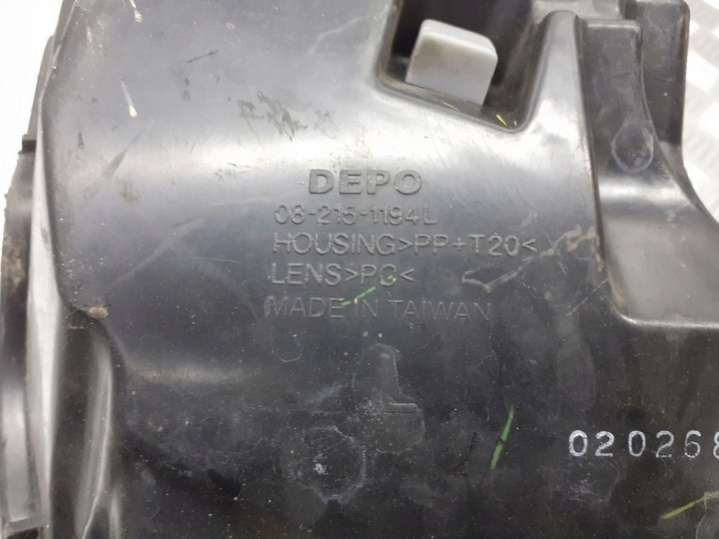 DEPO
08-215-1194L
HOUSING>PP+T20<
LENS>PC<
MADE IN TAIWAN
L
020268